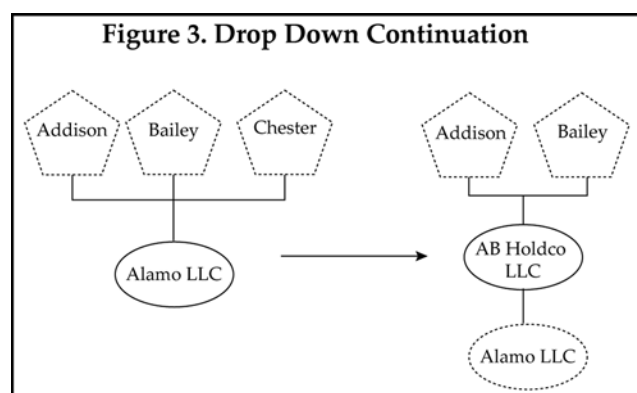 Figure 3. Drop Down Continuation
Addison
Bailey
Chester
Alamo LLC
Addison
Bailey
AB Holdco
LLC
Alamo LLC